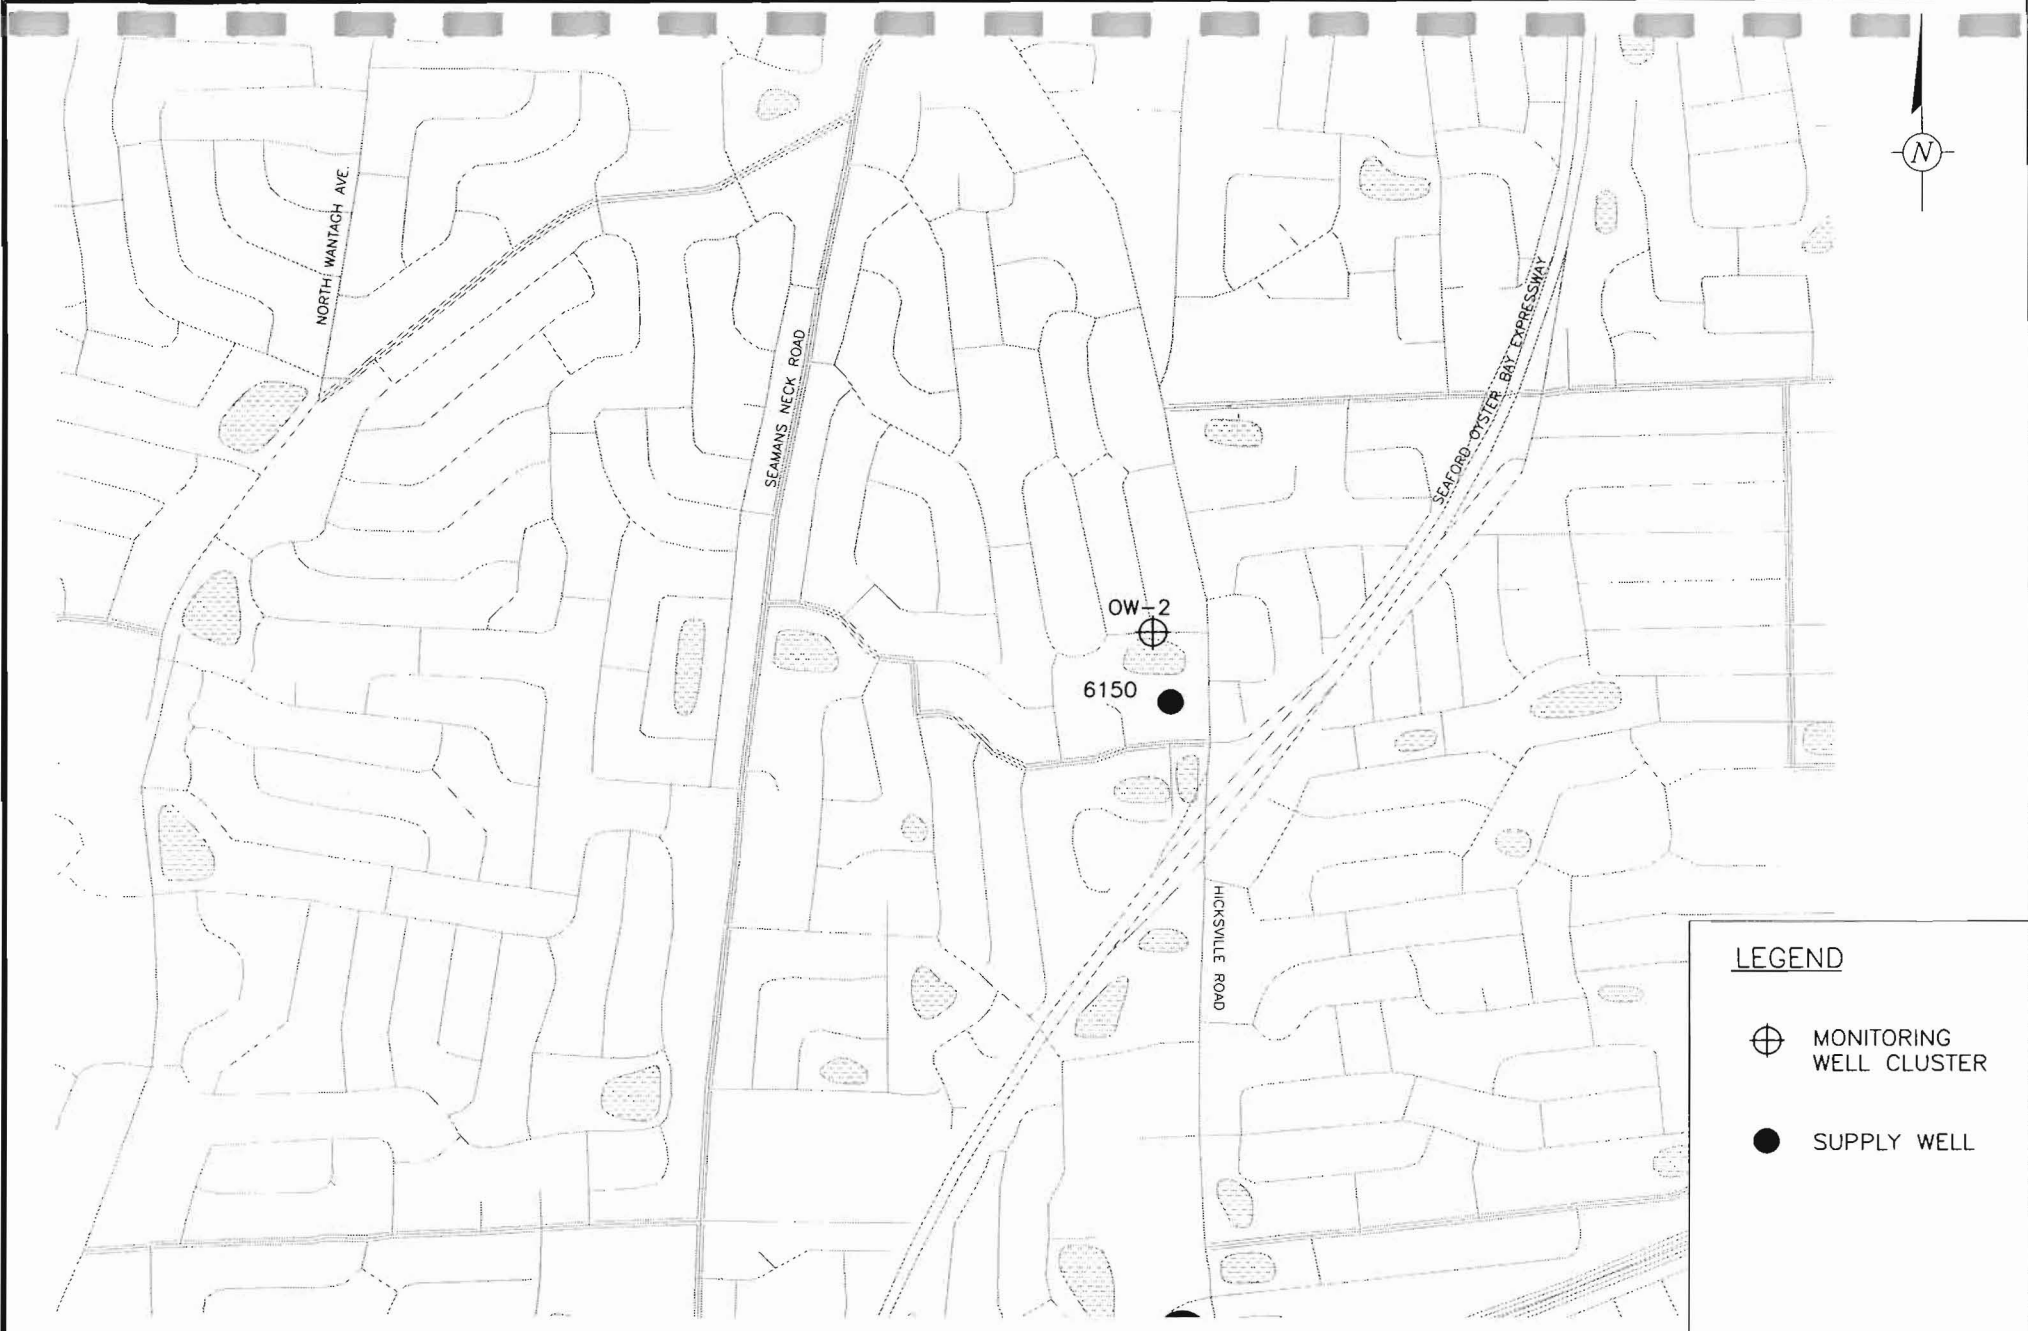 N
NORTH WANTAGH AVE.
SEAMANS NECK ROAD
SEAFORD OYSTER BAY EXPRESSWAY
OW-2
6150
HICKSVILLE ROAD
LEGEND
MONITORING
WELL CLUSTER
SUPPLY WELL